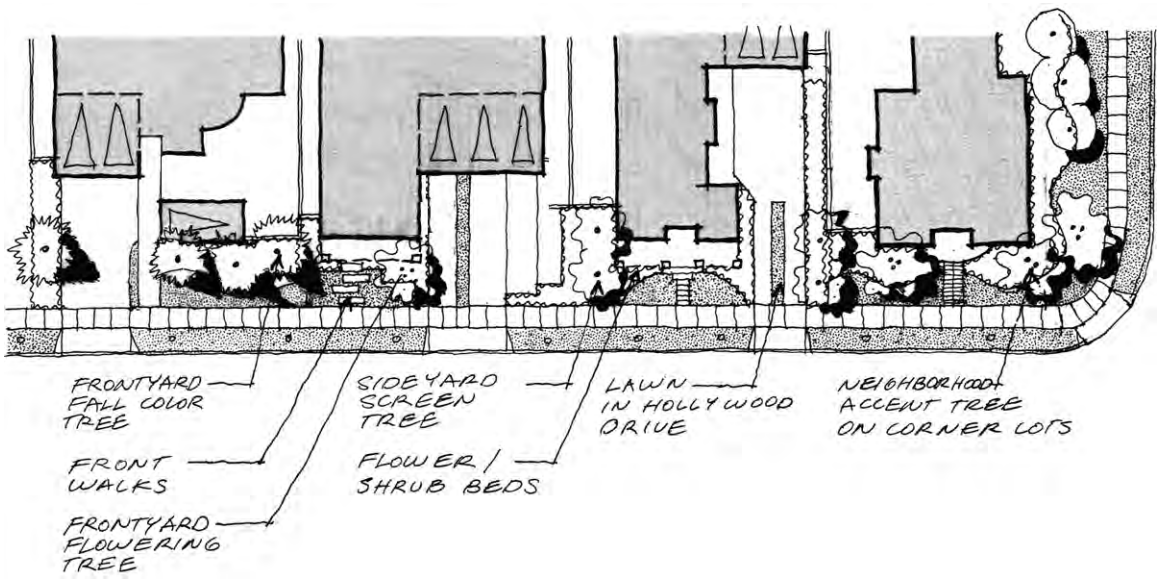 FRONTYARD
FALL COLOR
TREE
FRONT
WALKS
FRONTYARD
FLOWERING
TREE
SIDEYARD
SCREEN
TREE
FLOWER /
SHRUB BEDS
LAWN
IN HOLLYWOOD
DRIVE
NEIGHBORHOOD
ACCENT TREE
ON CORNER LOTS